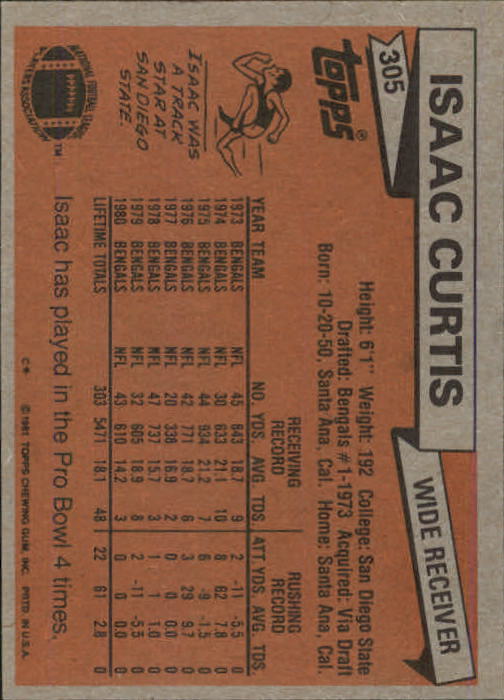 305
ISAAC CURTIS
WIDE RECEIVER
topps®
Height: 6'1" Weight: 192 College: San Diego State
Drafted: Bengals #1-1973 Acquired: Via Draft
Born: 10-20-50, Santa Ana, Cal. Home: Santa Ana, Cal.
ISAAC WAS
A TRACK
STAR AT
SAN DIEGO
STATE.
RECEIVING RECORD RUSHING RECORD
YEAR TEAM NO. YDS. AVG. TDS. ATT. YDS. AVG. TDS.
1973 BENGALS NFL 45 843 18.7 9 2 -11 -5.5 0
1974 BENGALS NFL 30 633 21.1 10 8 62 7.8 0
1975 BENGALS NFL 44 934 21.2 7 6 -9 -1.5 0
1976 BENGALS NFL 42 771 18.7 6 3 29 9.7 0
1977 BENGALS NFL 20 338 16.9 2 0 0 0.0 0
1978 BENGALS NFL 47 737 15.7 3 1 1 1.0 0
1979 BENGALS NFL 32 605 18.9 8 2 -11 -5.5 0
1980 BENGALS NFL 43 610 14.2 3 0 0 0.0 0
LIFETIME TOTALS 303 5471 18.1 48 22 61 2.8 0
NATIONAL FOOTBALL LEAGUE
PLAYERS ASSOCIATION
TM
Isaac has played in the Pro Bowl 4 times.
C* © 1981 TOPPS CHEWING GUM, INC. PRTD. IN U.S.A.